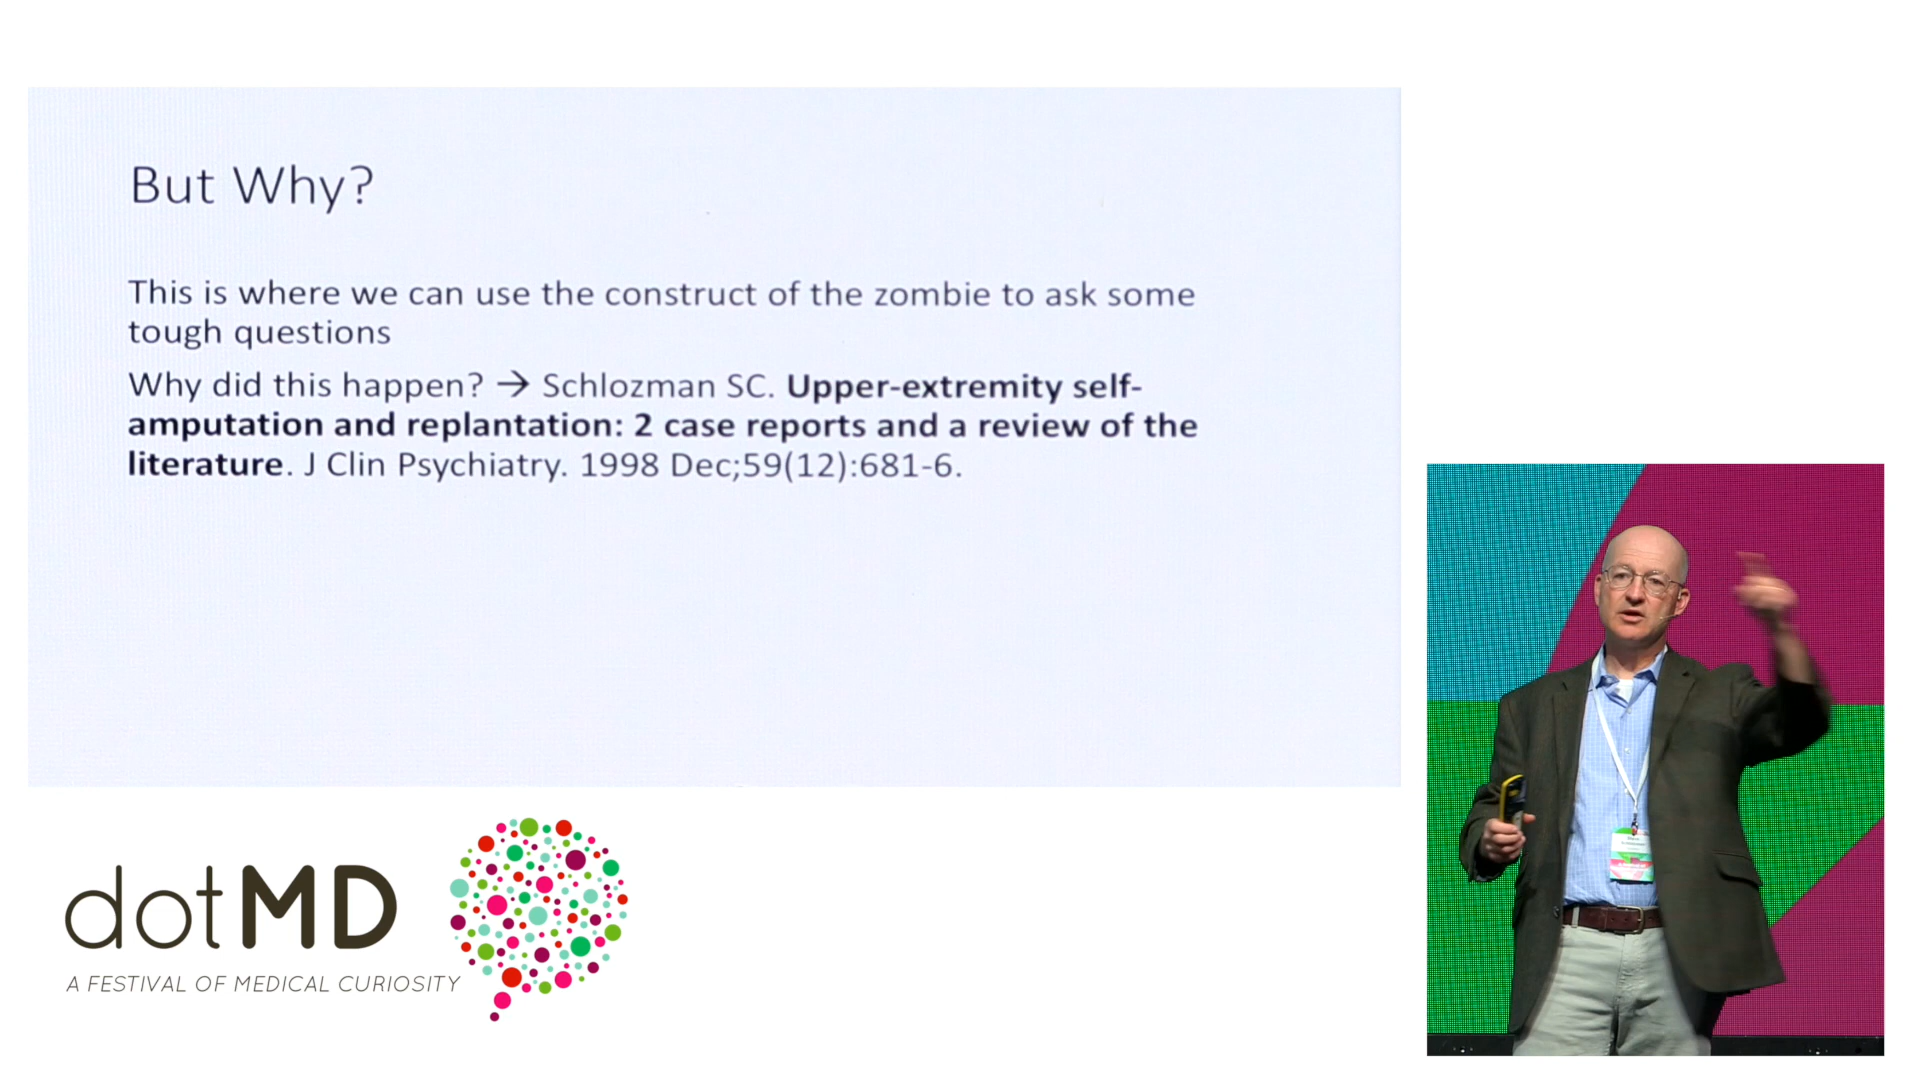 But Why?
This is where we can use the construct of the zombie to ask some
tough questions
Why did this happen? → Schlozman SC. Upper-extremity self-
amputation and replantation: 2 case reports and a review of the
literature. J Clin Psychiatry. 1998 Dec;59(12):681-6.
dotMD
A FESTIVAL OF MEDICAL CURIOSITY